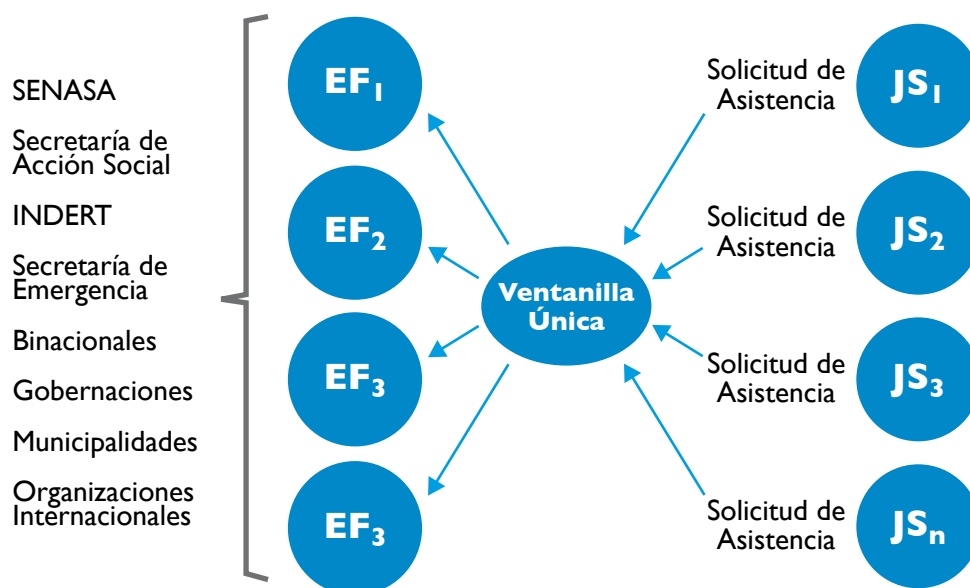 SENASA
Secretaría de
Acción Social
INDERT
Secretaría de
Emergencia
Binacionales
Gobernaciones
Municipalidades
Organizaciones
Internacionales
EF1
EF2
EF3
EF3
Ventanilla
Única
Solicitud de
Asistencia
JS1
Solicitud de
Asistencia
JS2
Solicitud de
Asistencia
JS3
Solicitud de
Asistencia
JSn